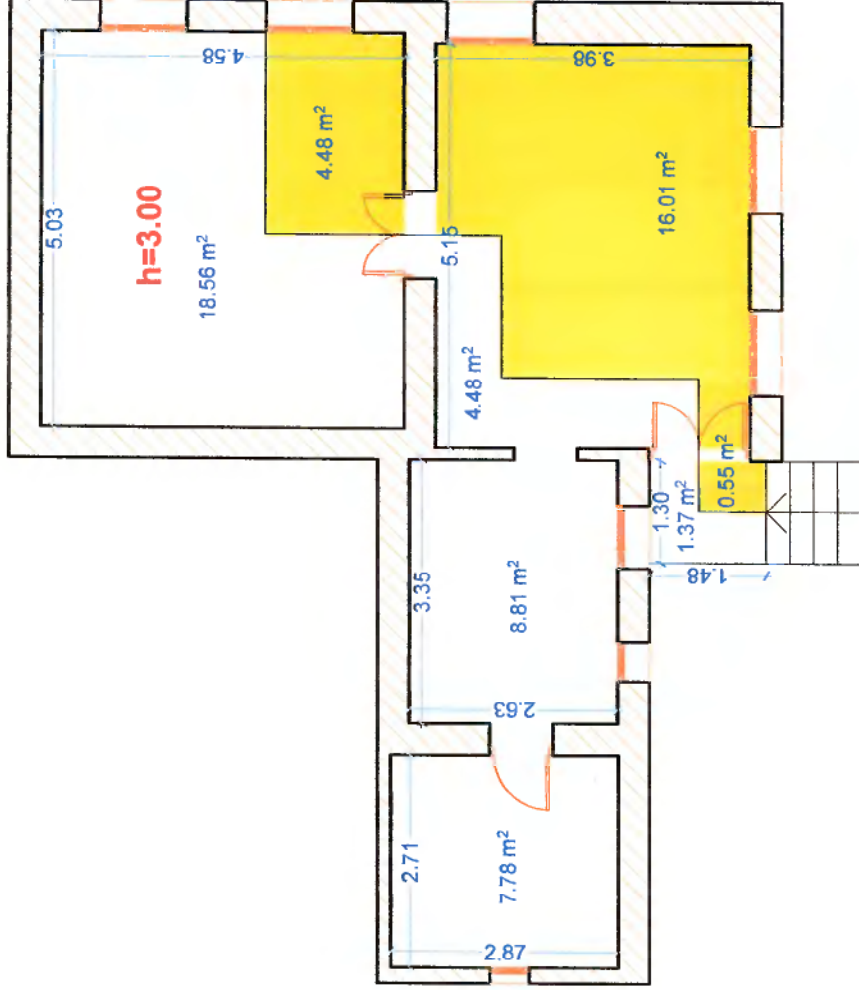 4.58
3.98
4.48 m²
5.03
h=3.00
18.56 m²
16.01 m²
5.15
4.48 m²
0.55 m²
1.30
1.37 m²
1.48
3.35
8.81 m²
2.63
2.71
7.78 m²
2.87